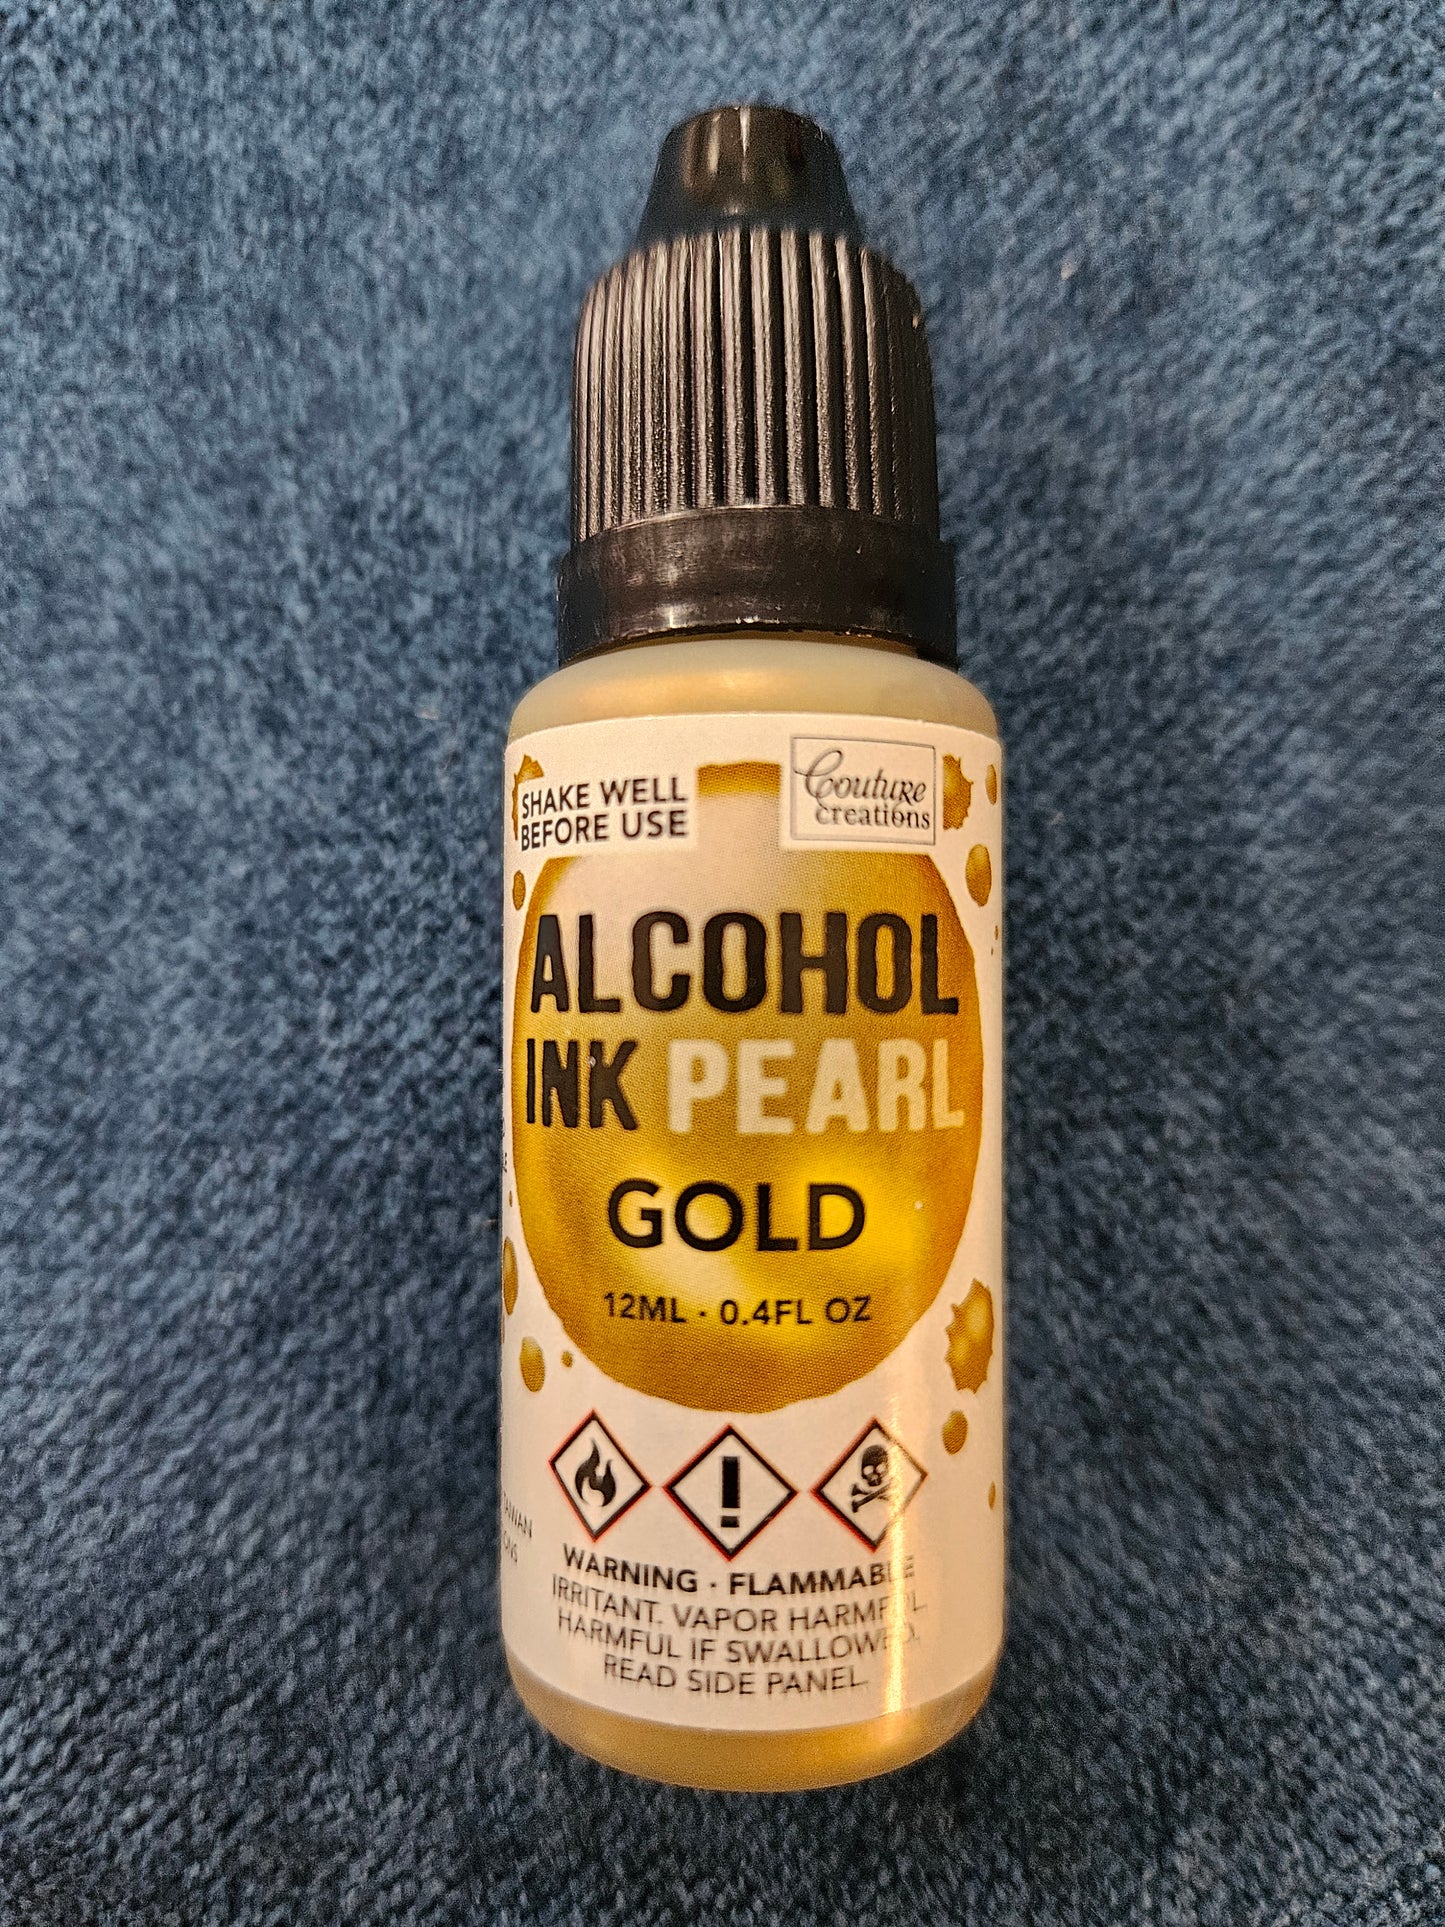 SHAKE WELL
BEFORE USE
Couture
creations
ALCOHOL
INK PEARL
GOLD
12ML · 0.4FL OZ
WARNING · FLAMMABLE
IRRITANT. VAPOR HARMFUL.
HARMFUL IF SWALLOWED.
READ SIDE PANEL.